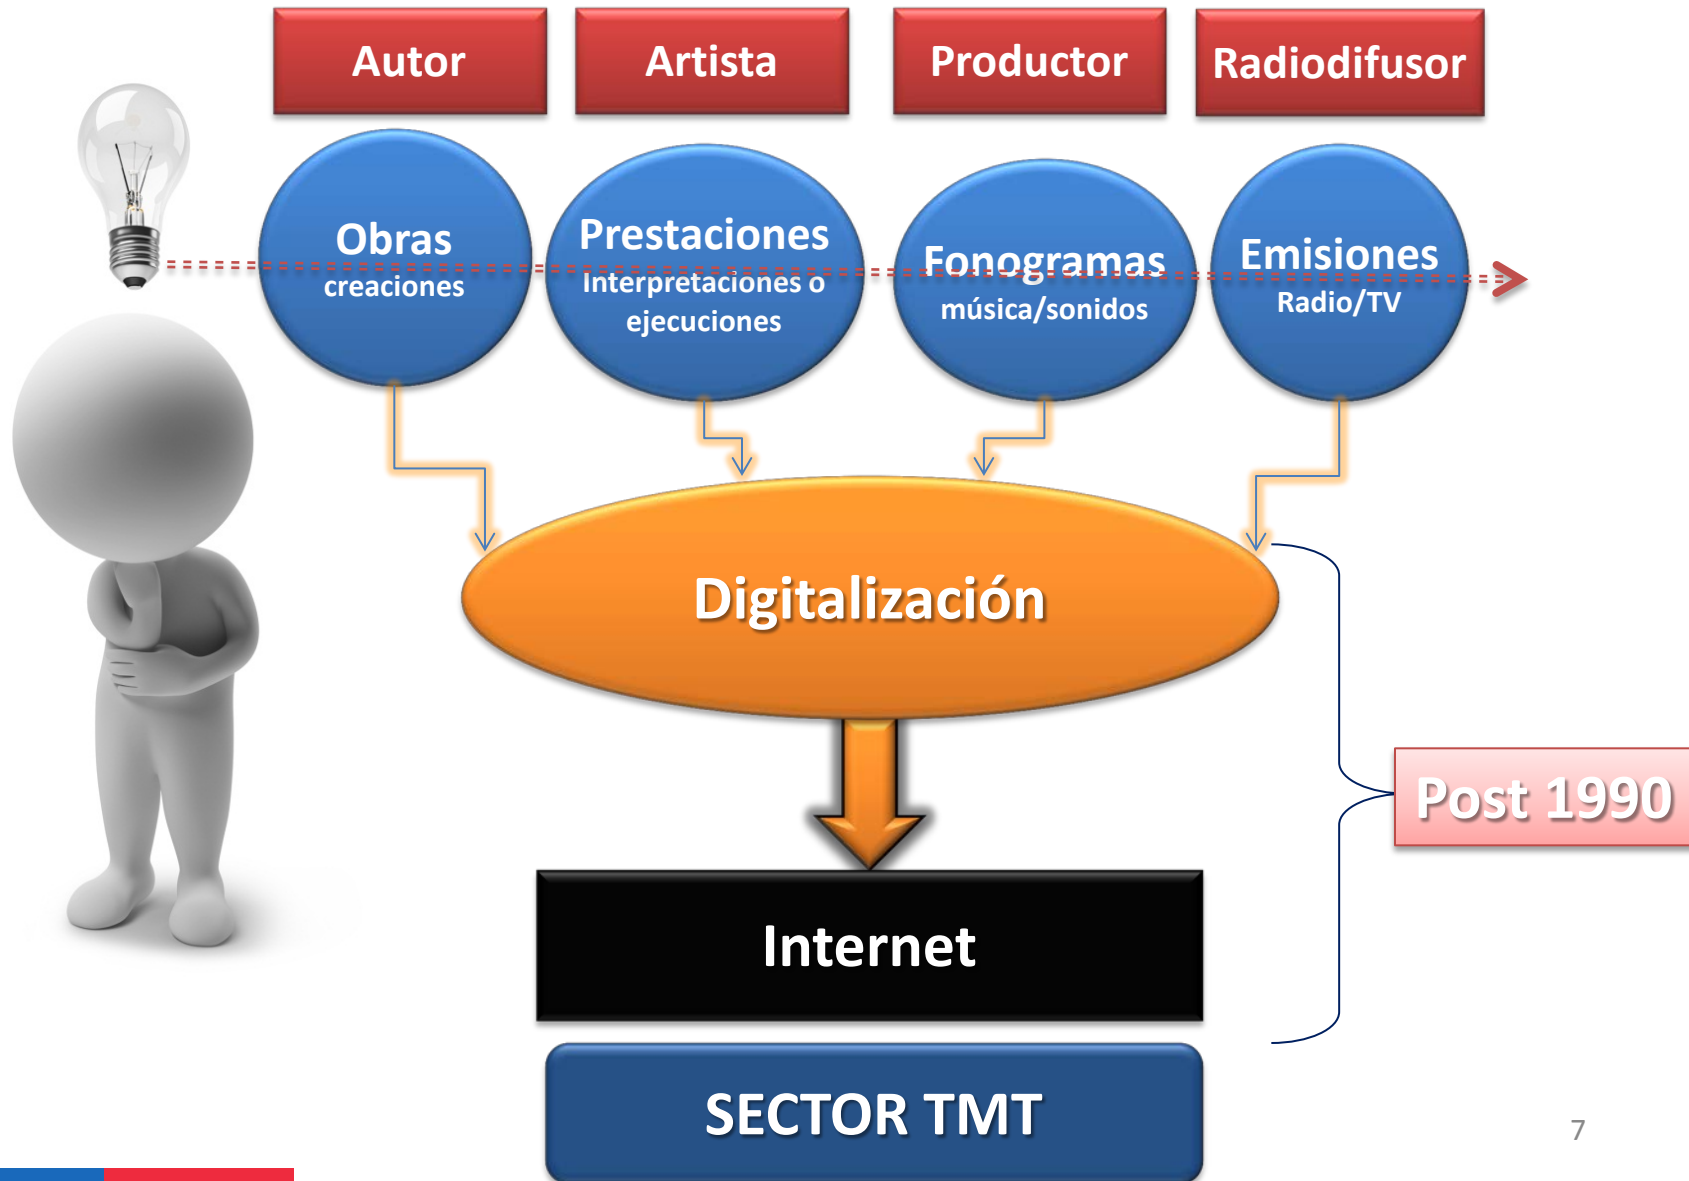 Autor
Artista
Productor
Radiodifusor
Obras
creaciones
Prestaciones
Interpretaciones o
ejecuciones
Fonogramas
música/sonidos
Emisiones
Radio/TV
Digitalización
Post 1990
Internet
SECTOR TMT
7